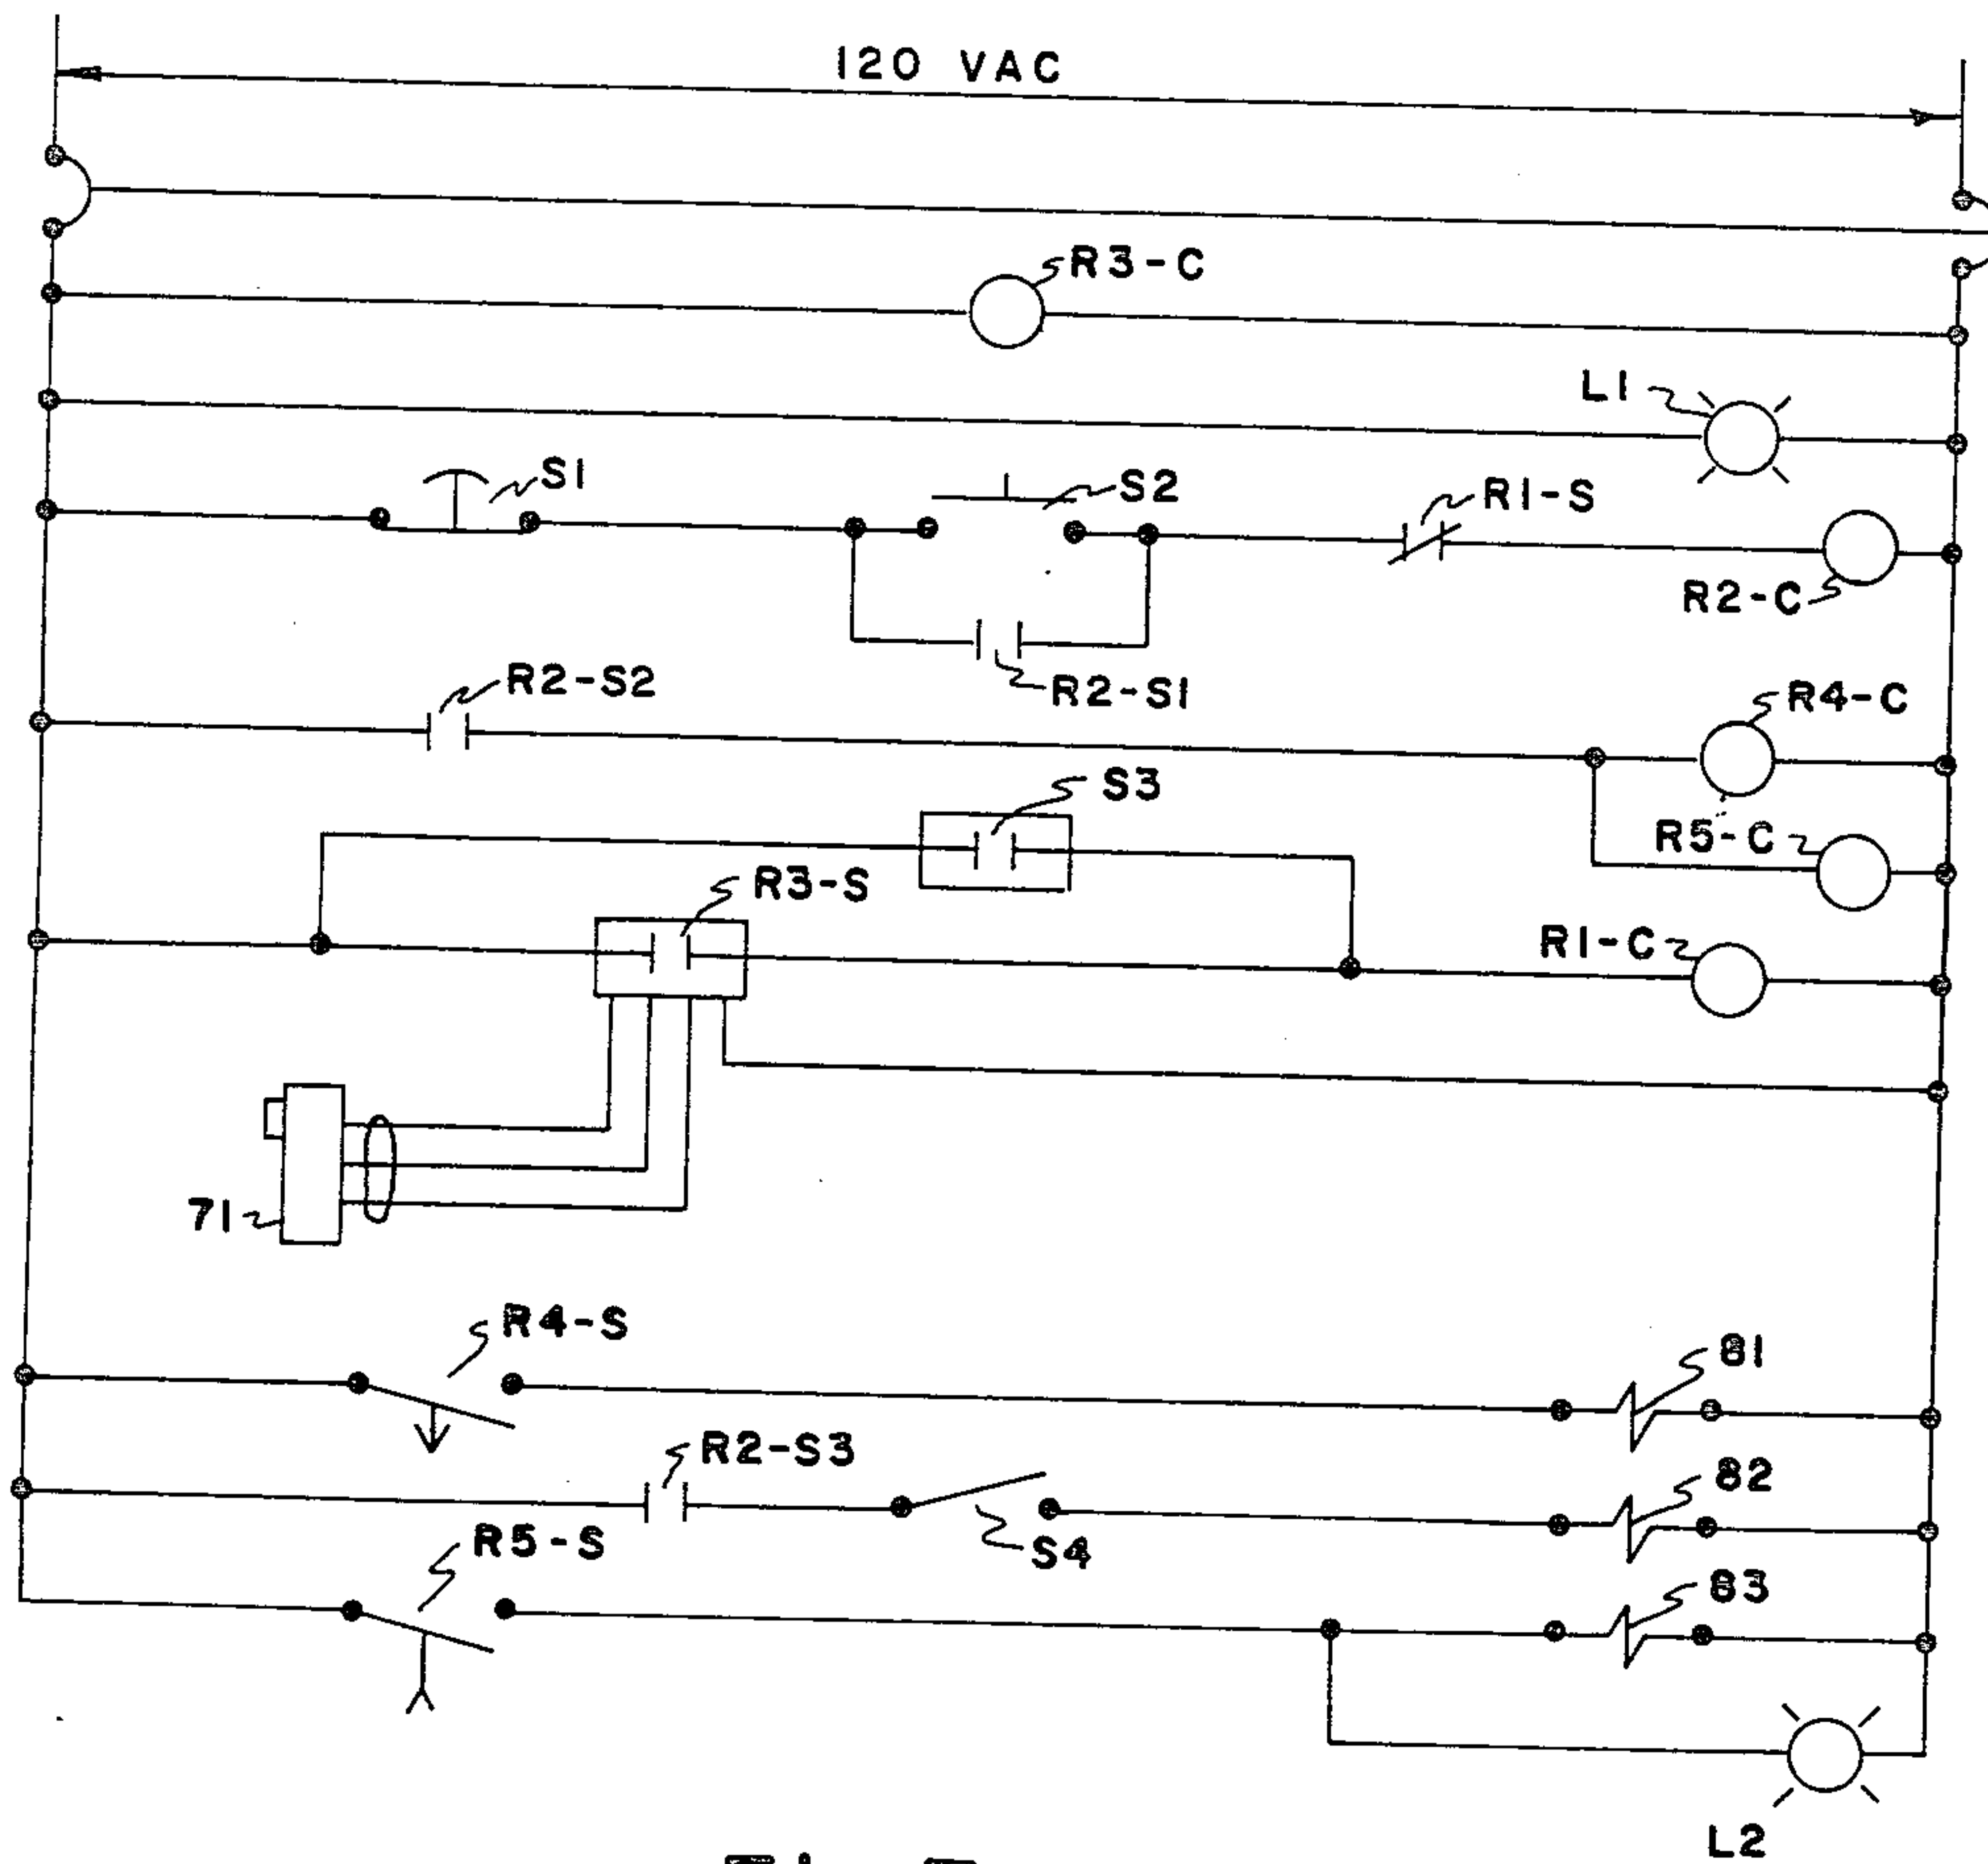 120 VAC
R3-C
L1
S1
S2
R1-S
R2-C
R2-S1
R2-S2
R4-C
S3
R5-C
R3-S
R1-C
71
R4-S
81
R2-S3
82
S4
R5-S
83
L2